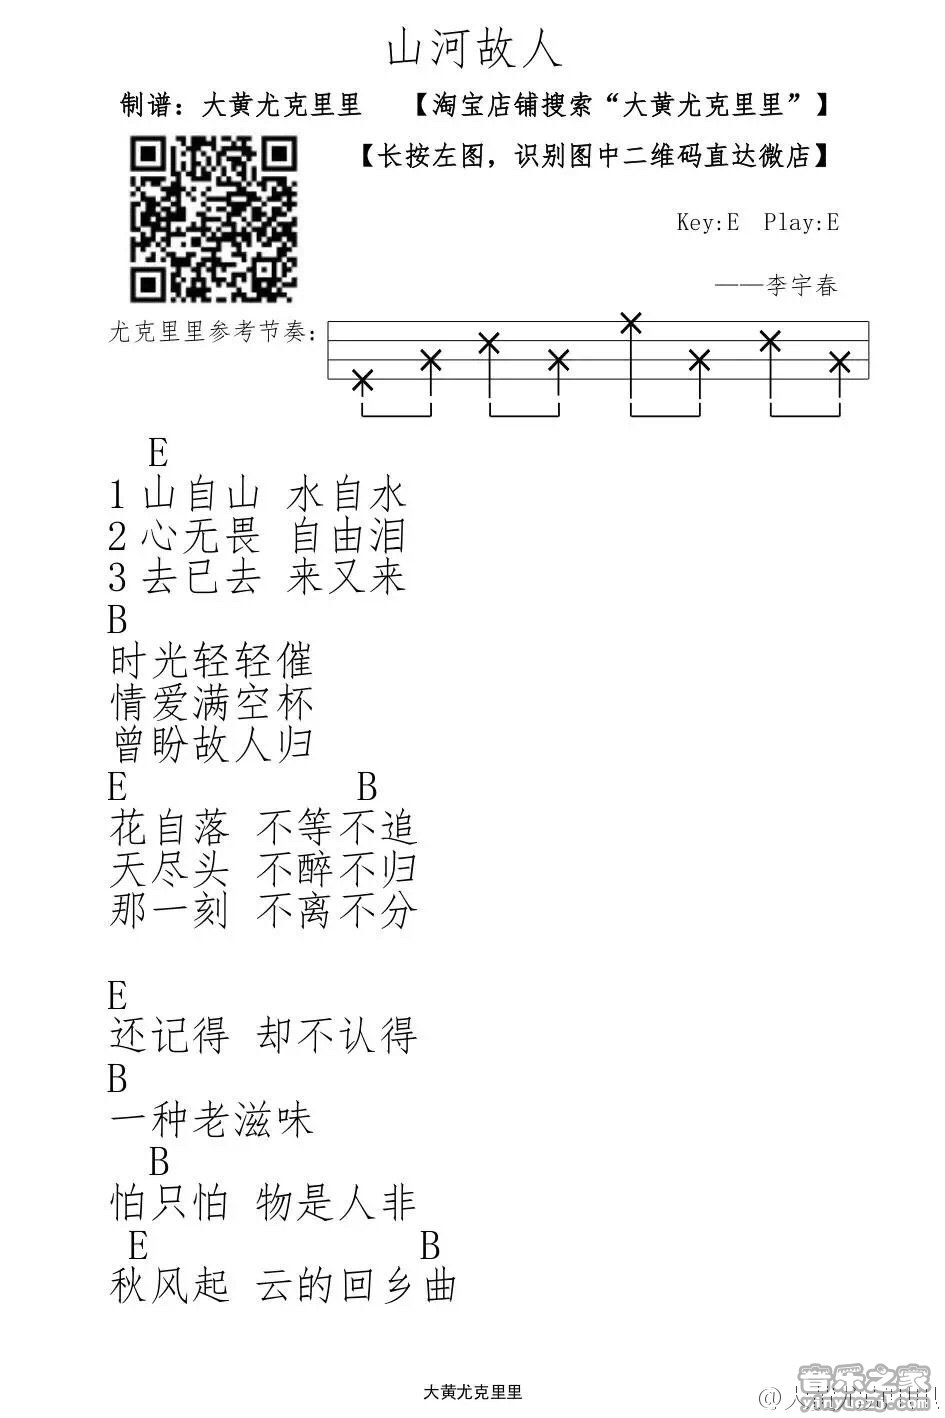 山河故人
制谱：大黄尤克里里 【淘宝店铺搜索“大黄尤克里里”】
【长按左图，识别图中二维码直达微店】
Key:E Play:E
——李宇春
尤克里里参考节奏：
E
1 山自山 水自水
2 心无畏 自由泪
3 去已去 来又来
B
时光轻轻催
情爱满空杯
曾盼故人归
E B
花自落 不等不追
天尽头 不醉不归
那一刻 不离不分
E
还记得 却不认得
B
一种老滋味
B
怕只怕 物是人非
E B
秋风起 云的回乡曲
大黄尤克里里
音乐之家
yinyuezj.com